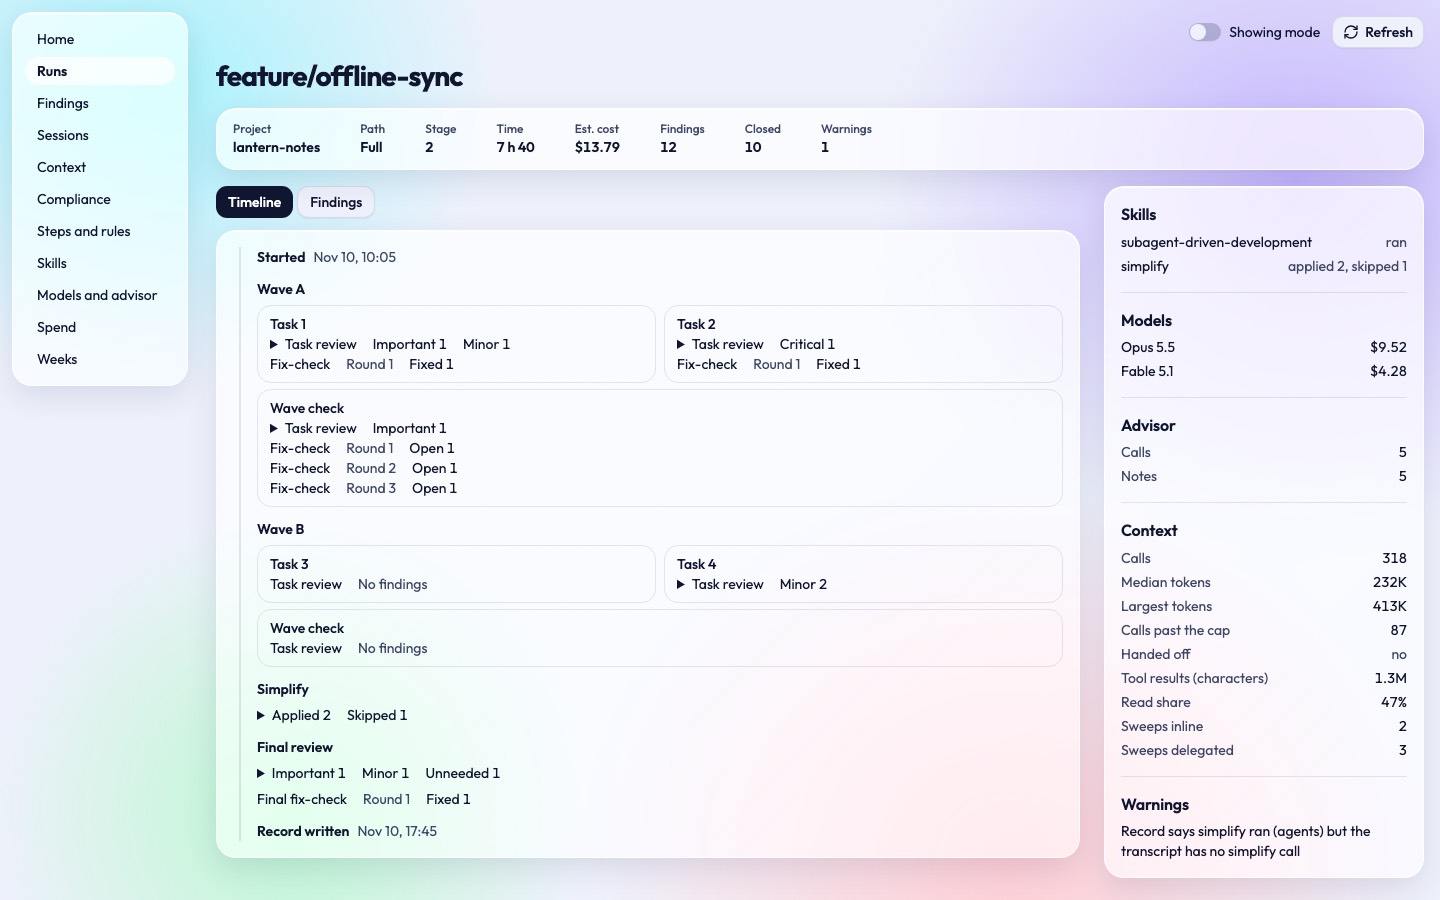 Home
Runs
Findings
Sessions
Context
Compliance
Steps and rules
Skills
Models and advisor
Spend
Weeks
Showing mode
Refresh
feature/offline-sync
Project Path Stage Time Est. cost Findings Closed Warnings
lantern-notes Full 2 7 h 40 $13.79 12 10 1
Timeline Findings
Started Nov 10, 10:05
Wave A
Task 1
Task review Important 1 Minor 1
Fix-check Round 1 Fixed 1
Task 2
Task review Critical 1
Fix-check Round 1 Fixed 1
Wave check
Task review Important 1
Fix-check Round 1 Open 1
Fix-check Round 2 Open 1
Fix-check Round 3 Open 1
Wave B
Task 3
Task review No findings
Task 4
Task review Minor 2
Wave check
Task review No findings
Simplify
Applied 2 Skipped 1
Final review
Important 1 Minor 1 Unneeded 1
Final fix-check Round 1 Fixed 1
Record written Nov 10, 17:45
Skills
subagent-driven-development ran
simplify applied 2, skipped 1
Models
Opus 5.5 $9.52
Fable 5.1 $4.28
Advisor
Calls 5
Notes 5
Context
Calls 318
Median tokens 232K
Largest tokens 413K
Calls past the cap 87
Handed off no
Tool results (characters) 1.3M
Read share 47%
Sweeps inline 2
Sweeps delegated 3
Warnings
Record says simplify ran (agents) but the
transcript has no simplify call